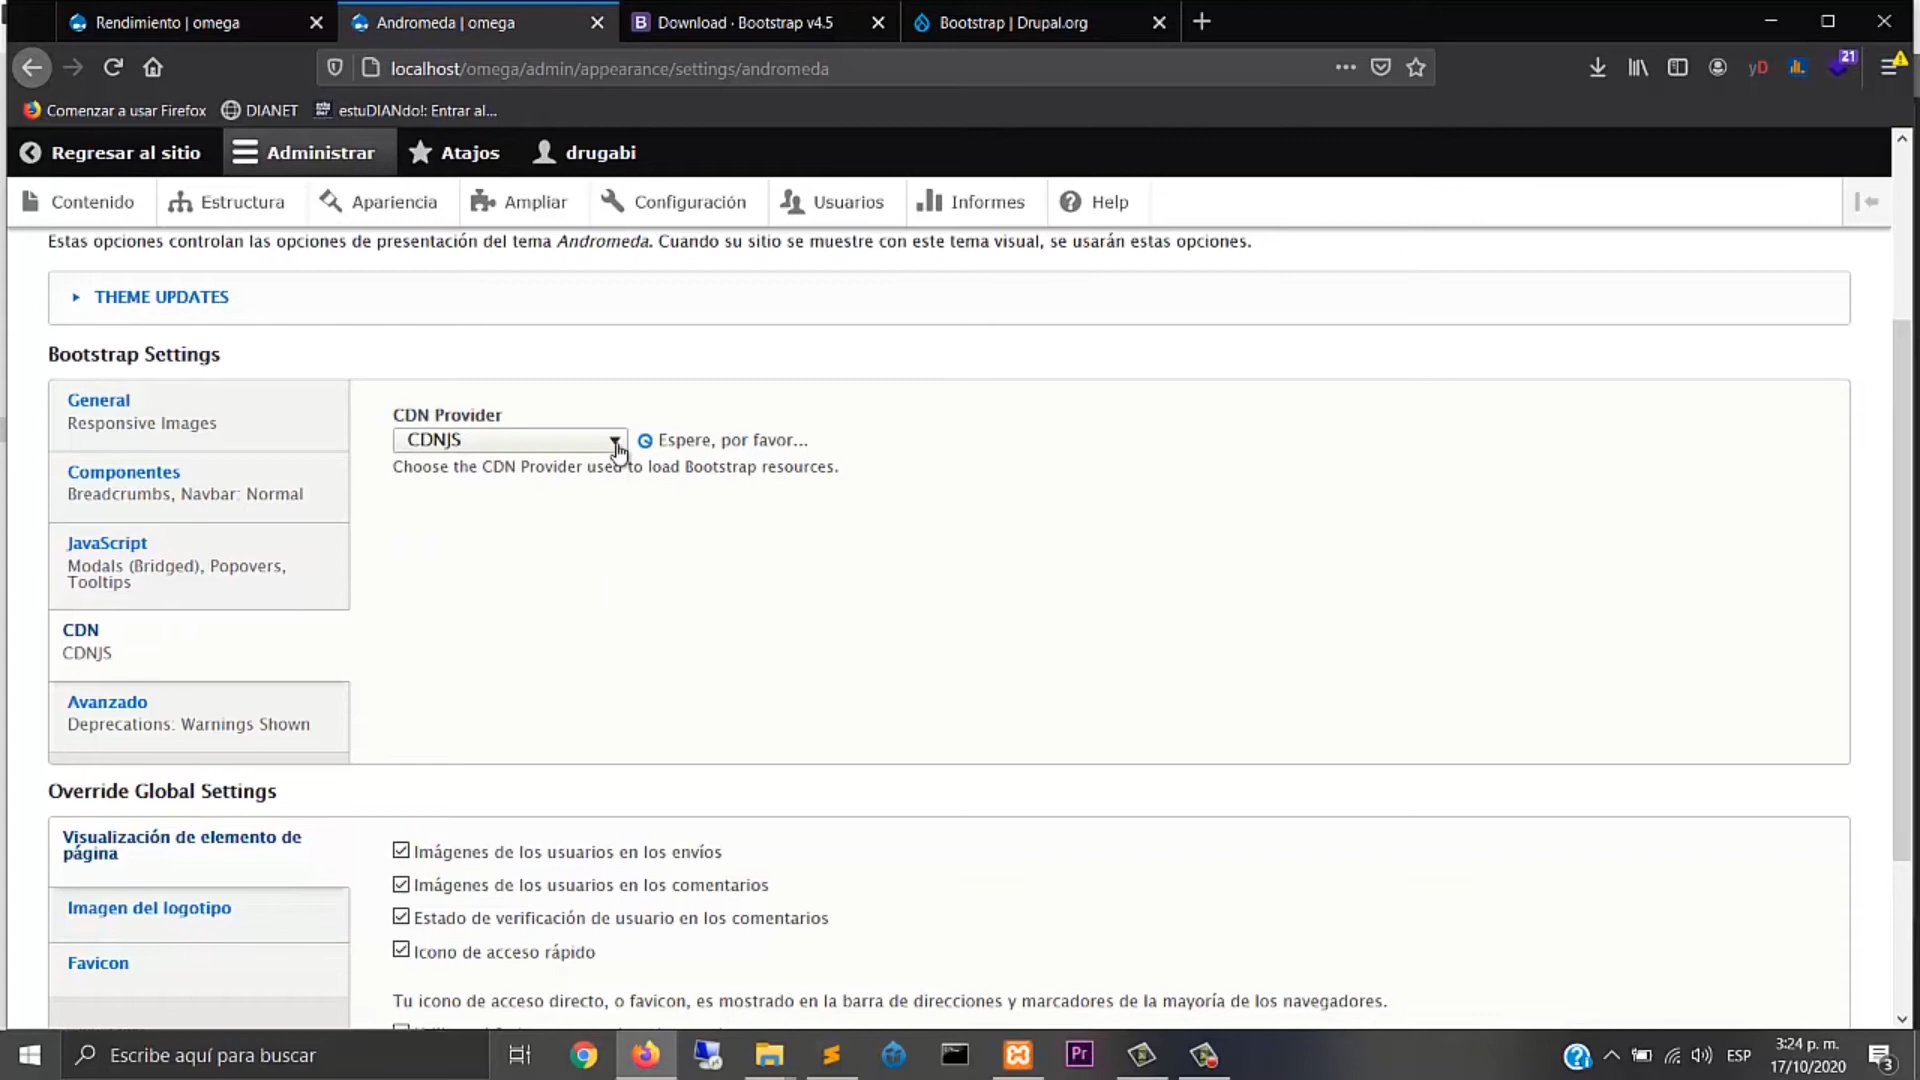 Rendimiento | omega
Andromeda | omega
B Download · Bootstrap v4.5
Bootstrap | Drupal.org
localhost/omega/admin/appearance/settings/andromeda
yD
21
Comenzar a usar Firefox
DIANET
estuDIANdo!: Entrar al...
Regresar al sitio
Administrar
Atajos
drugabi
Contenido
Estructura
Apariencia
Ampliar
Configuración
Usuarios
Informes
Help
Estas opciones controlan las opciones de presentación del tema Andromeda. Cuando su sitio se muestre con este tema visual, se usarán estas opciones.
THEME UPDATES
Bootstrap Settings
General
Responsive Images
Componentes
Breadcrumbs, Navbar: Normal
JavaScript
Modals (Bridged), Popovers,
Tooltips
CDN
CDNJS
Avanzado
Deprecations: Warnings Shown
CDN Provider
CDNJS
Espere, por favor...
Choose the CDN Provider used to load Bootstrap resources.
Override Global Settings
Visualización de elemento de
página
Imagen del logotipo
Favicon
Imágenes de los usuarios en los envíos
Imágenes de los usuarios en los comentarios
Estado de verificación de usuario en los comentarios
Icono de acceso rápido
Tu icono de acceso directo, o favicon, es mostrado en la barra de direcciones y marcadores de la mayoría de los navegadores.
Escribe aquí para buscar
Pr
ESP
3:24 p. m.
17/10/2020
3